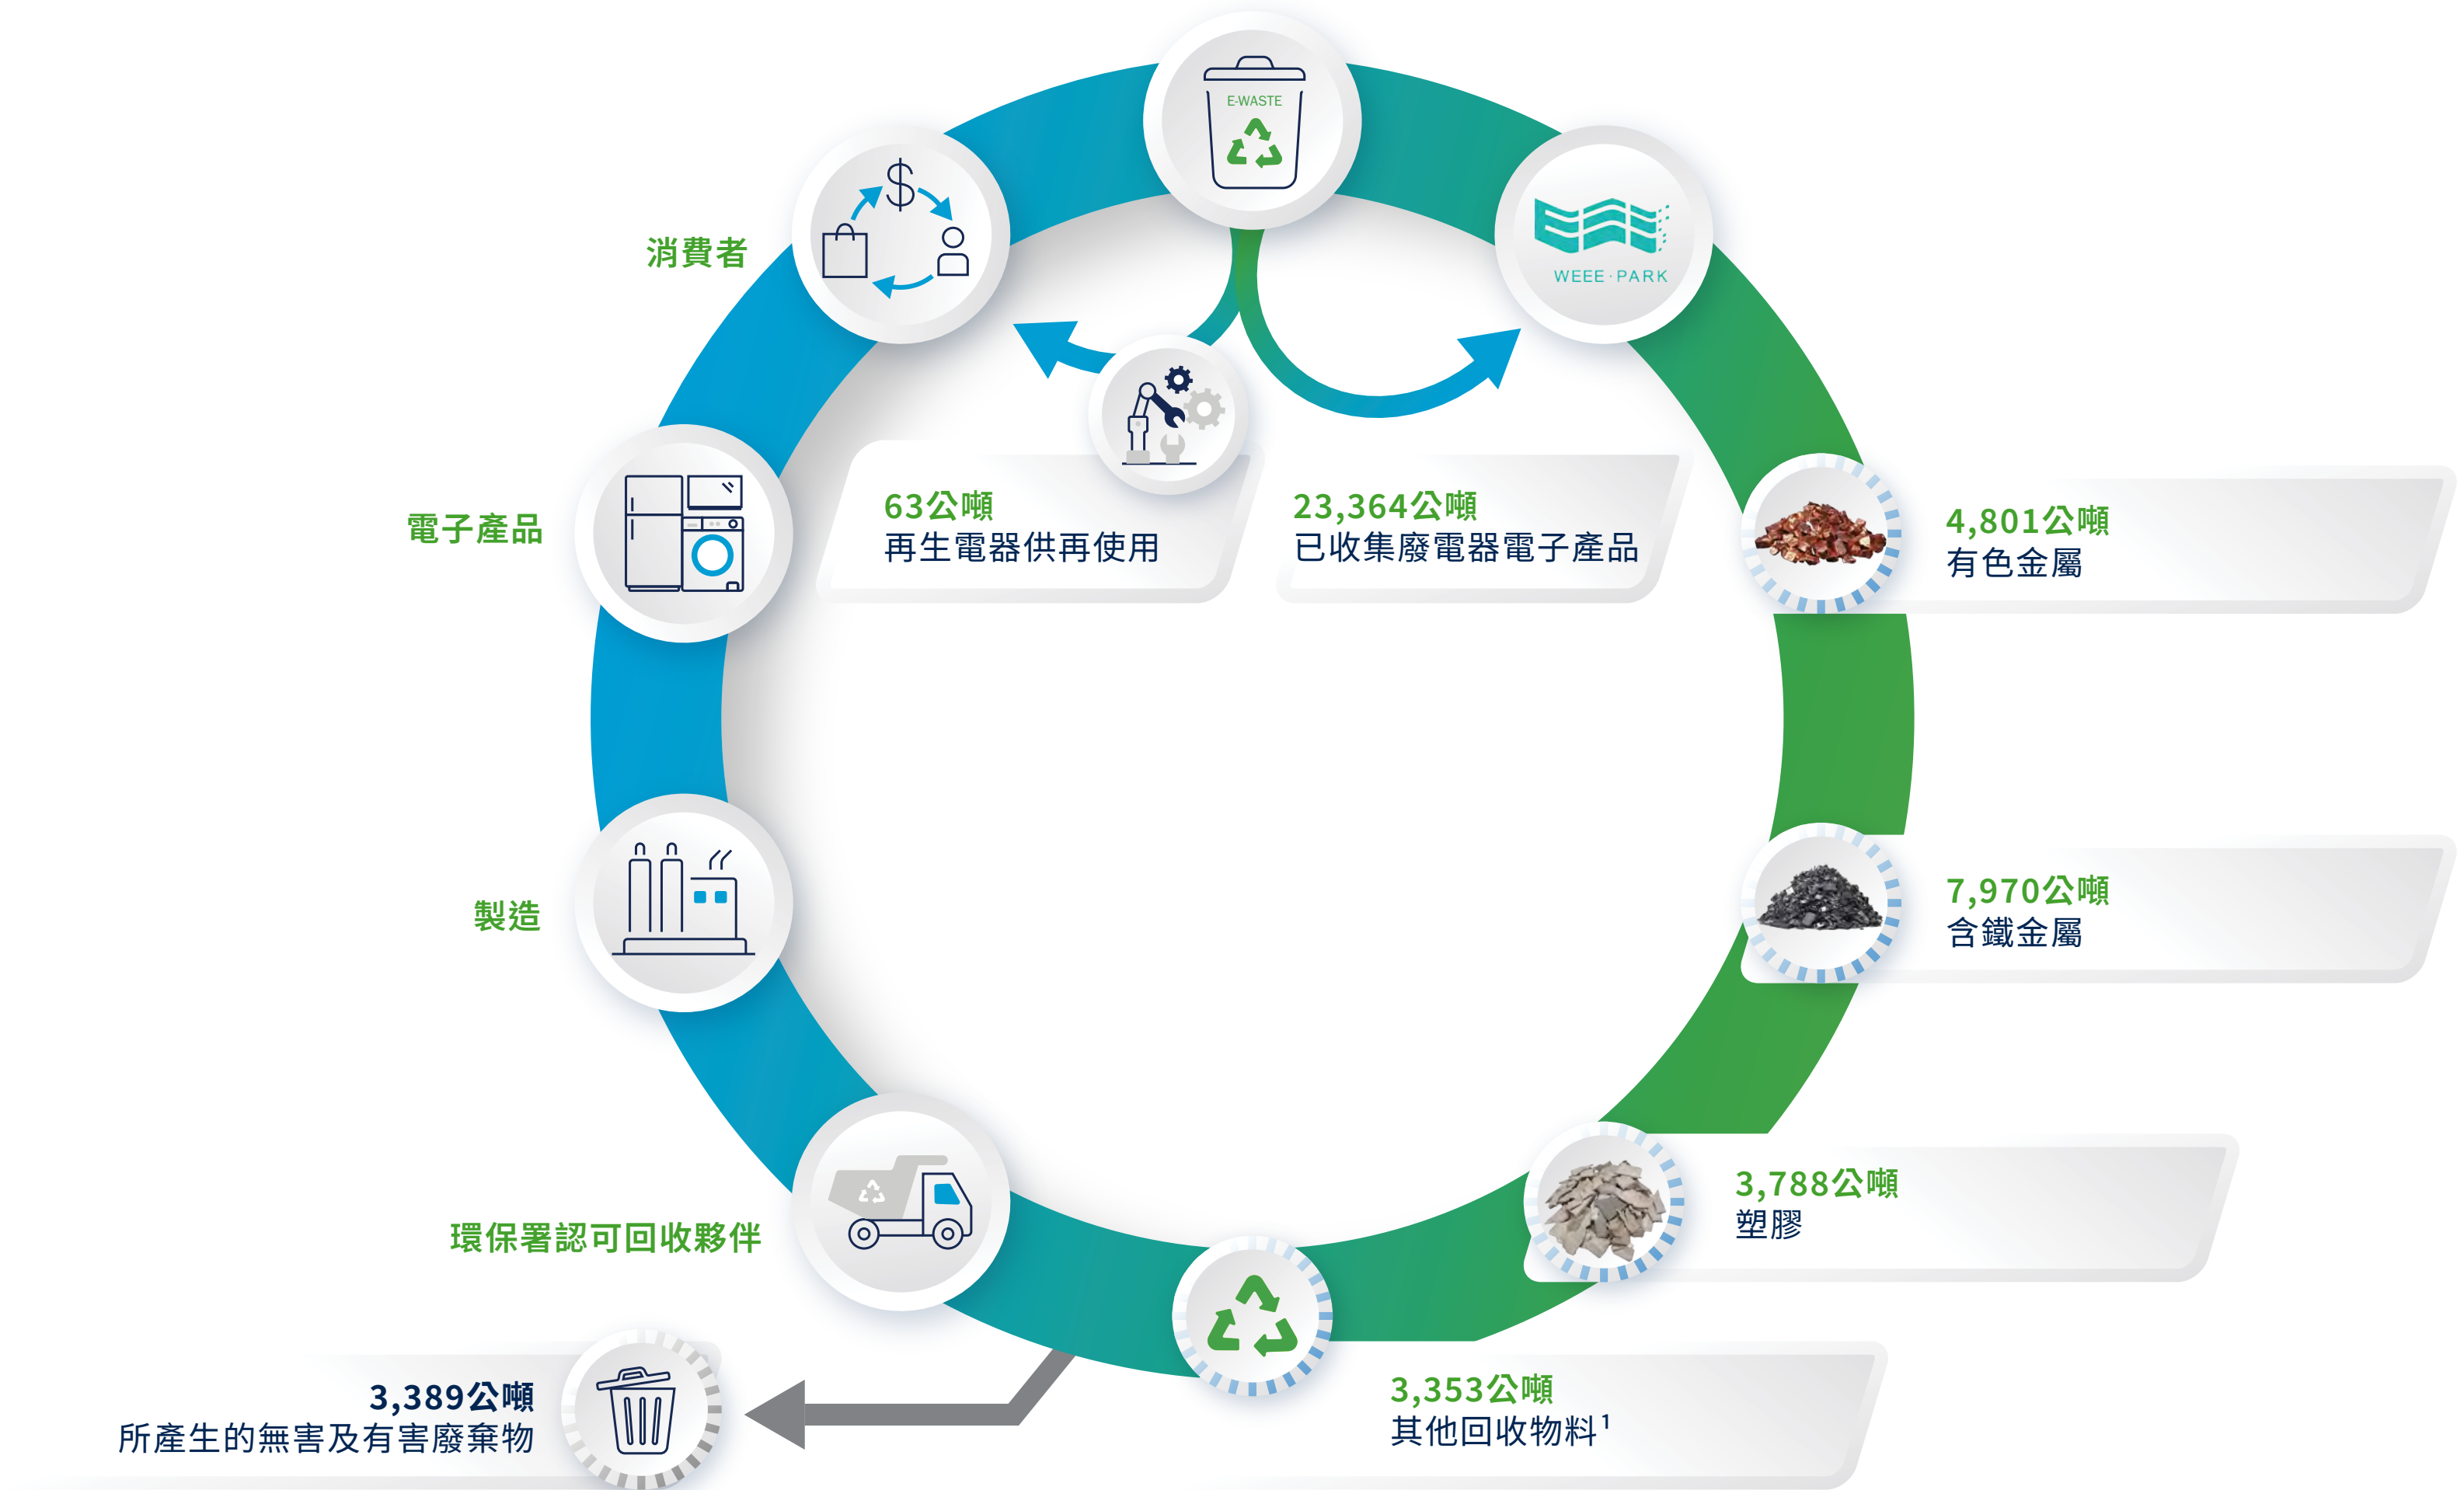 E-WASTE
WEEE·PARK
消費者
63公噸
再生電器供再使用
23,364公噸
已收集廢電器電子產品
電子產品
4,801公噸
有色金屬
製造
7,970公噸
含鐵金屬
3,788公噸
塑膠
環保署認可回收夥伴
3,353公噸
其他回收物料¹
3,389公噸
所產生的無害及有害廢棄物